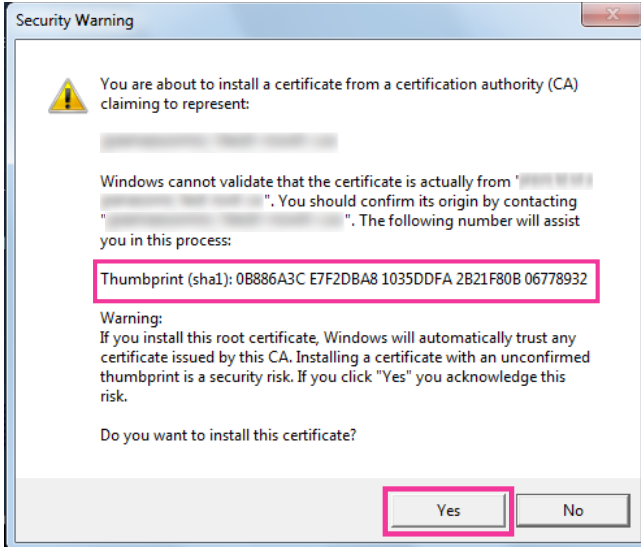 Security Warning
You are about to install a certificate from a certification authority (CA)
claiming to represent:
Windows cannot validate that the certificate is actually from "
". You should confirm its origin by contacting
"". The following number will assist
you in this process:
Thumbprint (sha1): 0B886A3C E7F2DBA8 1035DDFA 2B21F80B 06778932
Warning:
If you install this root certificate, Windows will automatically trust any
certificate issued by this CA. Installing a certificate with an unconfirmed
thumbprint is a security risk. If you click "Yes" you acknowledge this
risk.
Do you want to install this certificate?
Yes No